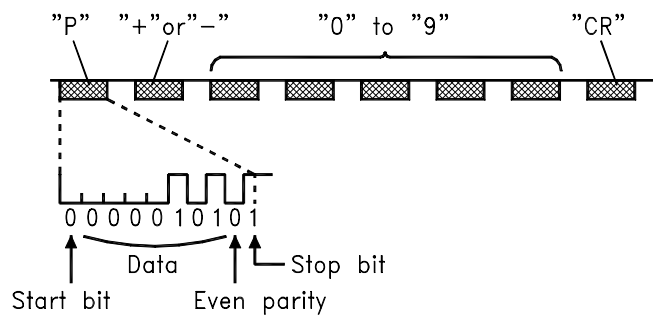 "P" "+"or"-" "0" to "9" "CR"
0 0 0 0 0 1 0 1 0 1
Data
Stop bit
Start bit Even parity